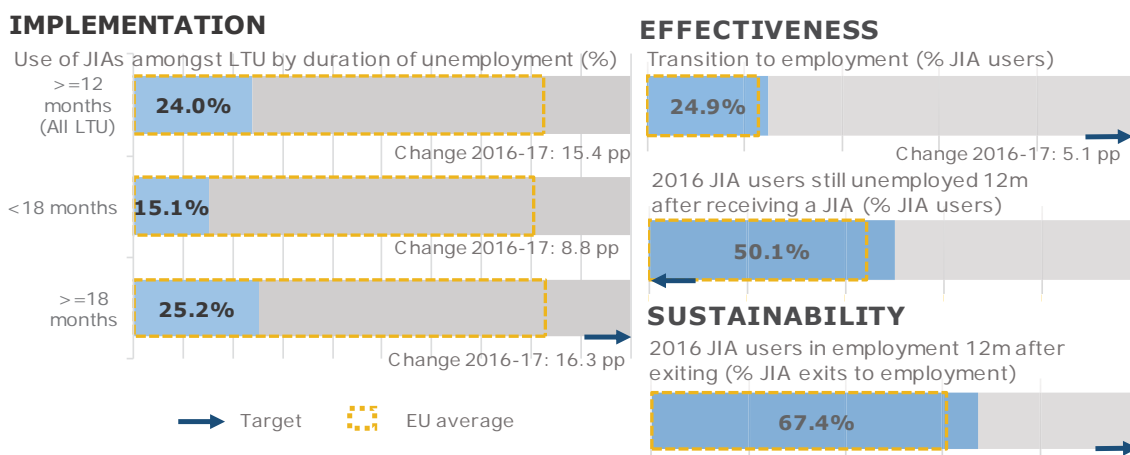 IMPLEMENTATION
Use of JIAs amongst LTU by duration of unemployment (%)
>=12
months
(All LTU)
24.0%
Change 2016-17: 15.4 pp
<18 months
15.1%
Change 2016-17: 8.8 pp
>=18
months
25.2%
Change 2016-17: 16.3 pp
Target
EU average
EFFECTIVENESS
Transition to employment (% JIA users)
24.9%
Change 2016-17: 5.1 pp
2016 JIA users still unemployed 12m
after receiving a JIA (% JIA users)
50.1%
SUSTAINABILITY
2016 JIA users in employment 12m after
exiting (% JIA exits to employment)
67.4%